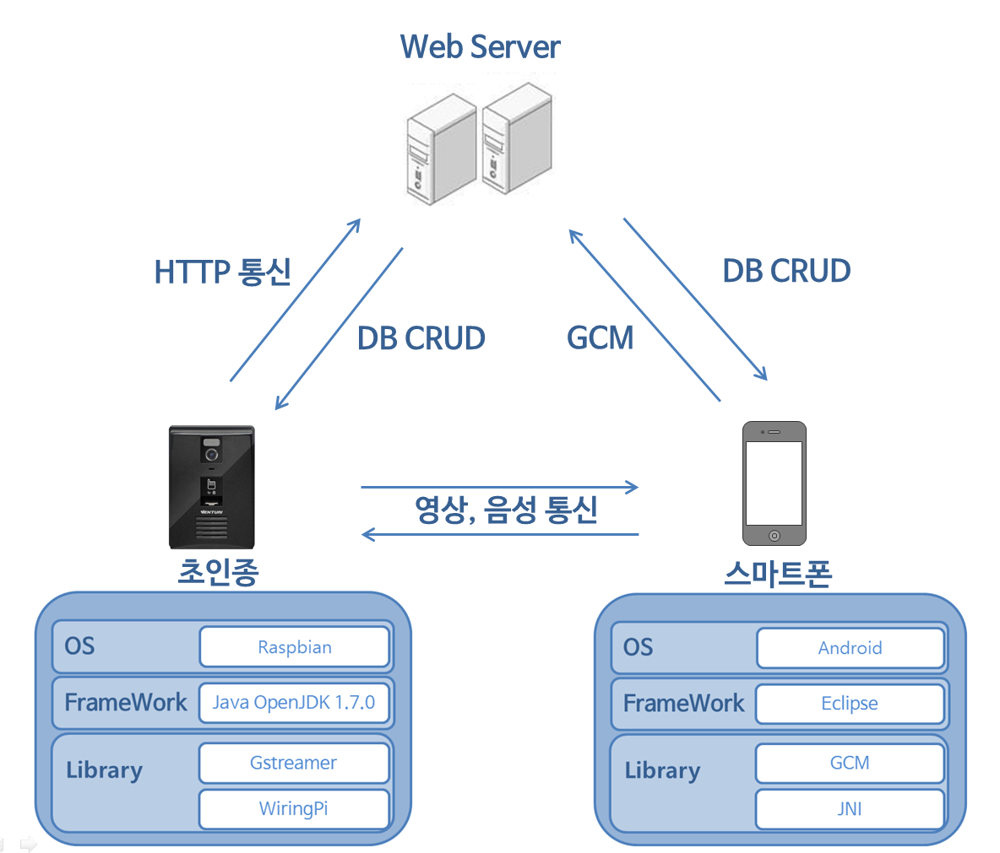 Web Server
HTTP 통신
DB CRUD
DB CRUD
GCM
영상, 음성 통신
VENTURI
초인종
스마트폰
OS
Raspbian
FrameWork
Java OpenJDK 1.7.0
Library
Gstreamer
WiringPi
OS
Android
FrameWork
Eclipse
Library
GCM
JNI